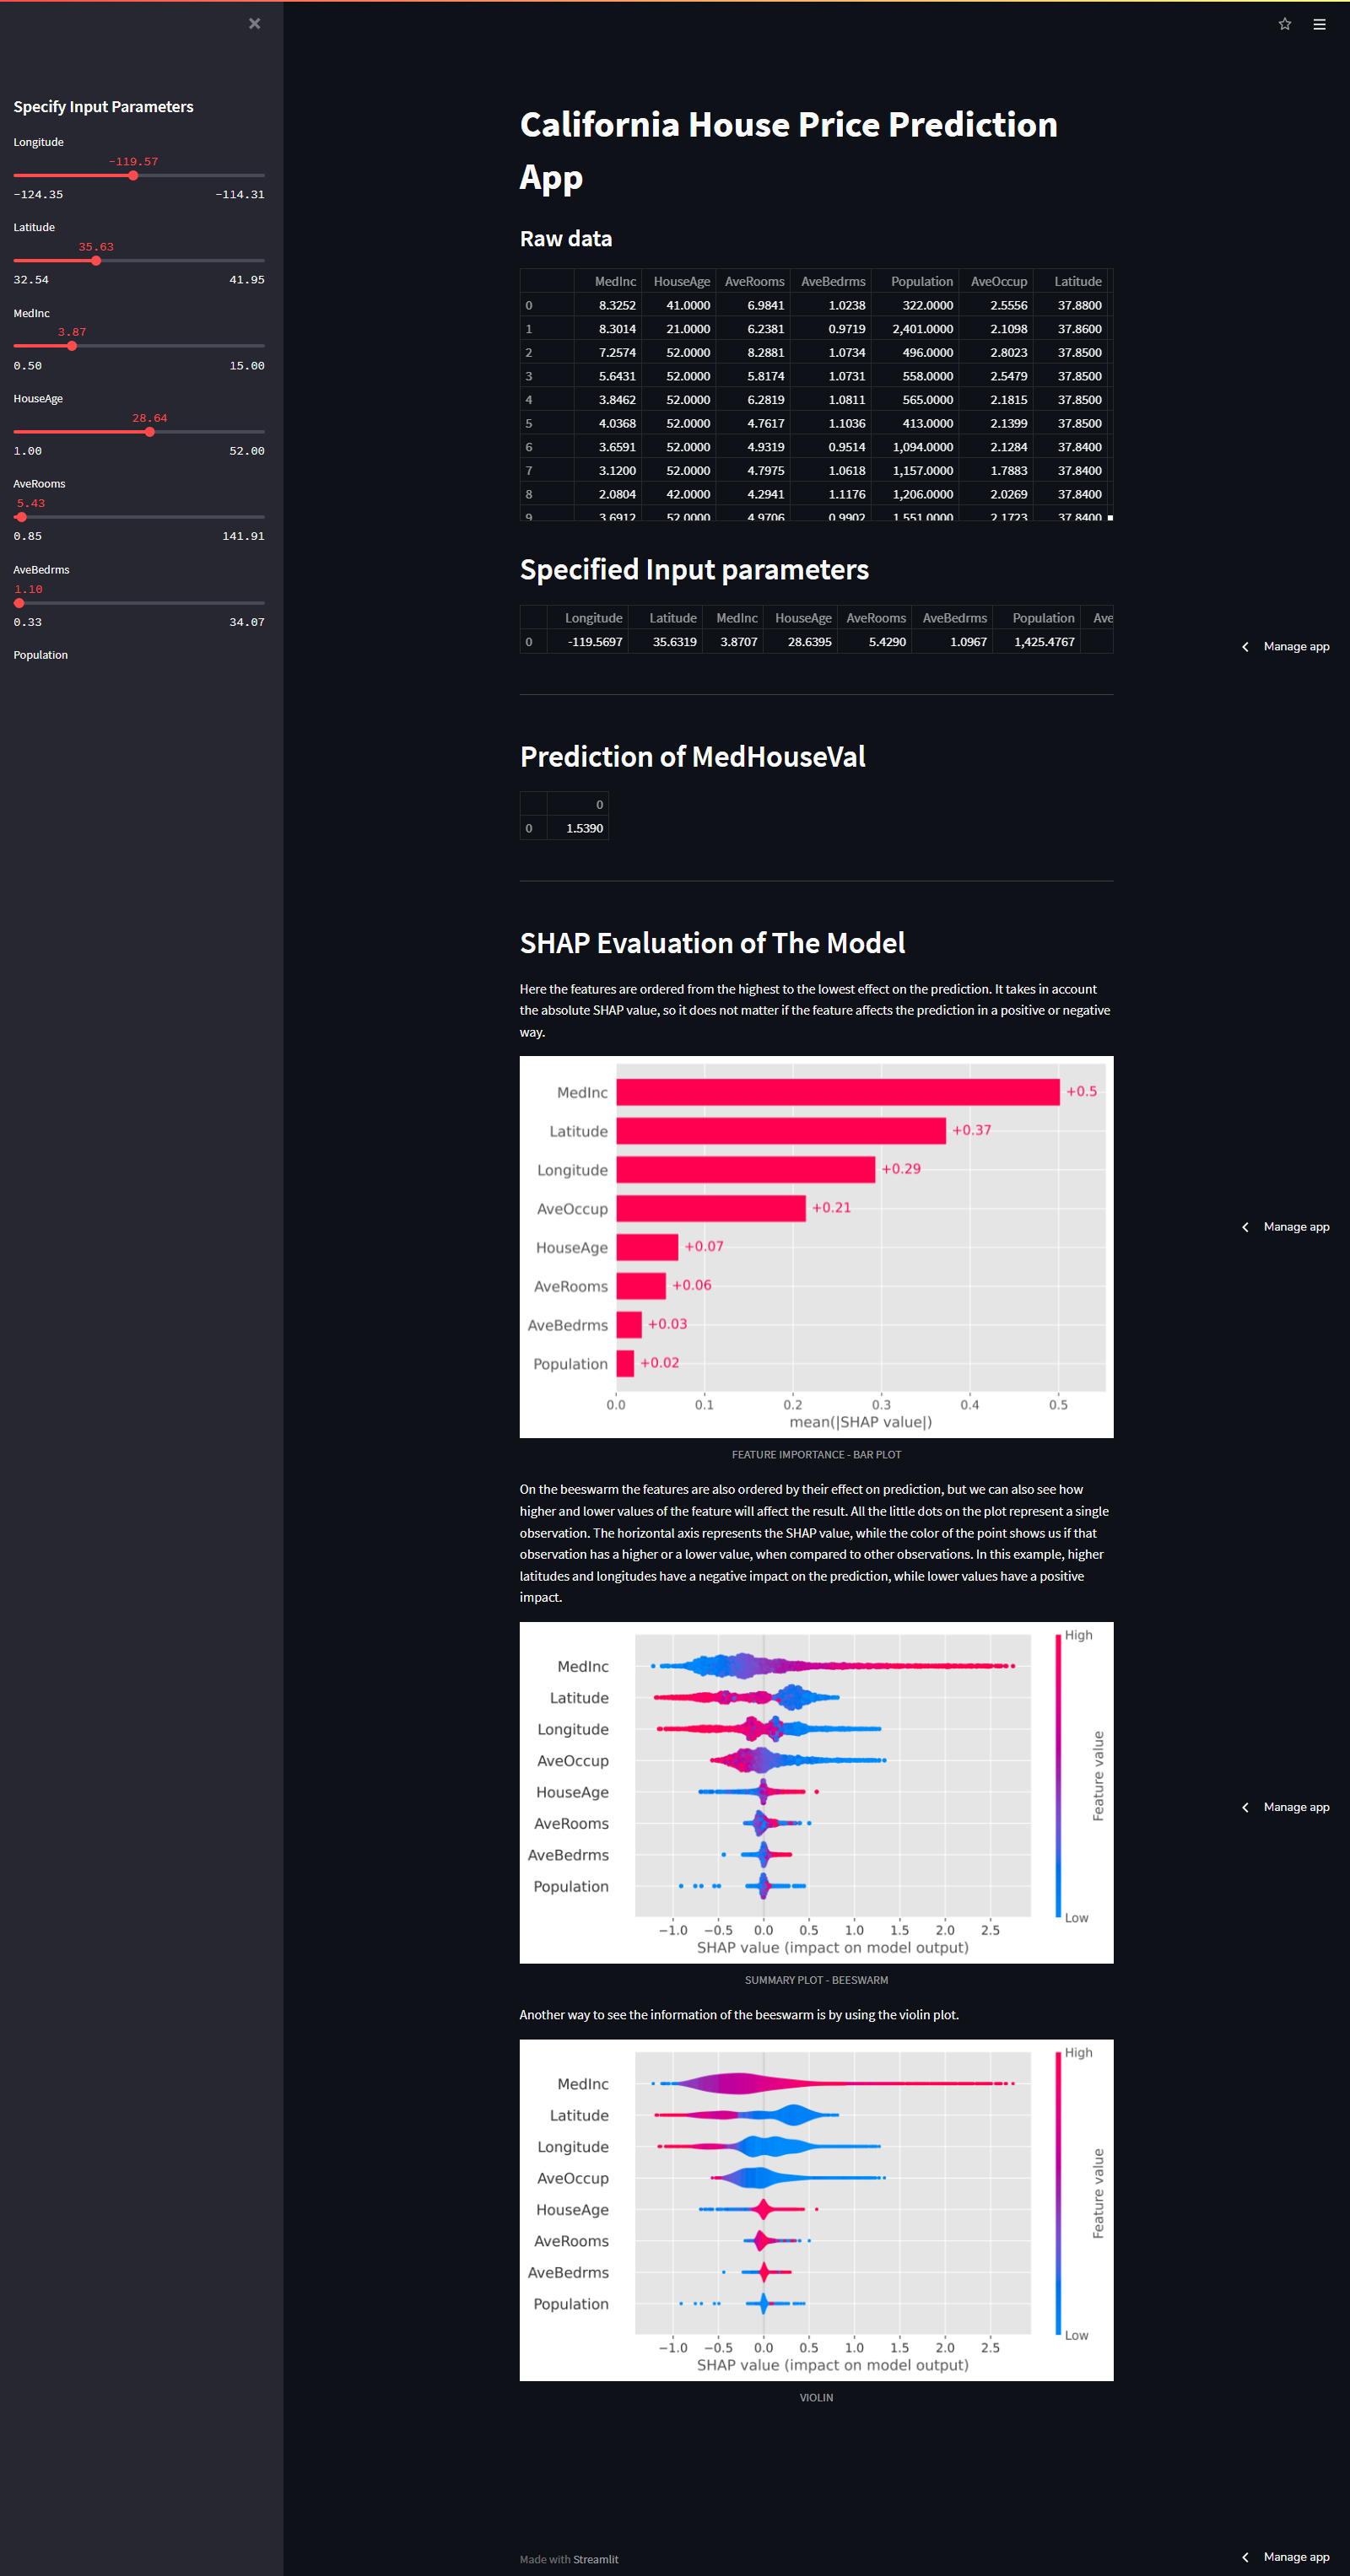 Specify Input Parameters
Longitude
-119.57
-124.35 -114.31
Latitude
35.63
32.54 41.95
MedInc
3.87
0.50 15.00
HouseAge
28.64
1.00 52.00
AveRooms
5.43
0.85 141.91
AveBedrms
1.10
0.33 34.07
Population
California House Price Prediction
App
Raw data
MedInc HouseAge AveRooms AveBedrms Population AveOccup Latitude
0 8.3252 41.0000 6.9841 1.0238 322.0000 2.5556 37.8800
1 8.3014 21.0000 6.2381 0.9719 2,401.0000 2.1098 37.8600
2 7.2574 52.0000 8.2881 1.0734 496.0000 2.8023 37.8500
3 5.6431 52.0000 5.8174 1.0731 558.0000 2.5479 37.8500
4 3.8462 52.0000 6.2819 1.0811 565.0000 2.1815 37.8500
5 4.0368 52.0000 4.7617 1.1036 413.0000 2.1399 37.8500
6 3.6591 52.0000 4.9319 0.9514 1,094.0000 2.1284 37.8400
7 3.1200 52.0000 4.7975 1.0618 1,157.0000 1.7883 37.8400
8 2.0804 42.0000 4.2941 1.1176 1,206.0000 2.0269 37.8400
9 3.6912 52.0000 4.9706 0.9902 1,551.0000 2.1723 37.8400
Specified Input parameters
Longitude Latitude MedInc HouseAge AveRooms AveBedrms Population Ave
0 -119.5697 35.6319 3.8707 28.6395 5.4290 1.0967 1,425.4767
Manage app
Prediction of MedHouseVal
0
0 1.5390
SHAP Evaluation of The Model
Here the features are ordered from the highest to the lowest effect on the prediction. It takes in account
the absolute SHAP value, so it does not matter if the feature affects the prediction in a positive or negative
way.
MedInc +0.5
Latitude +0.37
Longitude +0.29
AveOccup +0.21
Manage app
HouseAge +0.07
AveRooms +0.06
AveBedrms +0.03
Population +0.02
0.0 0.1 0.2 0.3 0.4 0.5
mean(|SHAP value|)
FEATURE IMPORTANCE - BAR PLOT
On the beeswarm the features are also ordered by their effect on prediction, but we can also see how
higher and lower values of the feature will affect the result. All the little dots on the plot represent a single
observation. The horizontal axis represents the SHAP value, while the color of the point shows us if that
observation has a higher or a lower value, when compared to other observations. In this example, higher
latitudes and longitudes have a negative impact on the prediction, while lower values have a positive
impact.
High
MedInc
Latitude
Longitude
AveOccup
HouseAge
AveRooms
AveBedrms
Population
Feature value
Low
−1.0 −0.5 0.0 0.5 1.0 1.5 2.0 2.5
SHAP value (impact on model output)
Manage app
SUMMARY PLOT - BEESWARM
Another way to see the information of the beeswarm is by using the violin plot.
High
MedInc
Latitude
Longitude
AveOccup
HouseAge
AveRooms
AveBedrms
Population
Feature value
Low
−1.0 −0.5 0.0 0.5 1.0 1.5 2.0 2.5
SHAP value (impact on model output)
VIOLIN
Made with Streamlit
Manage app